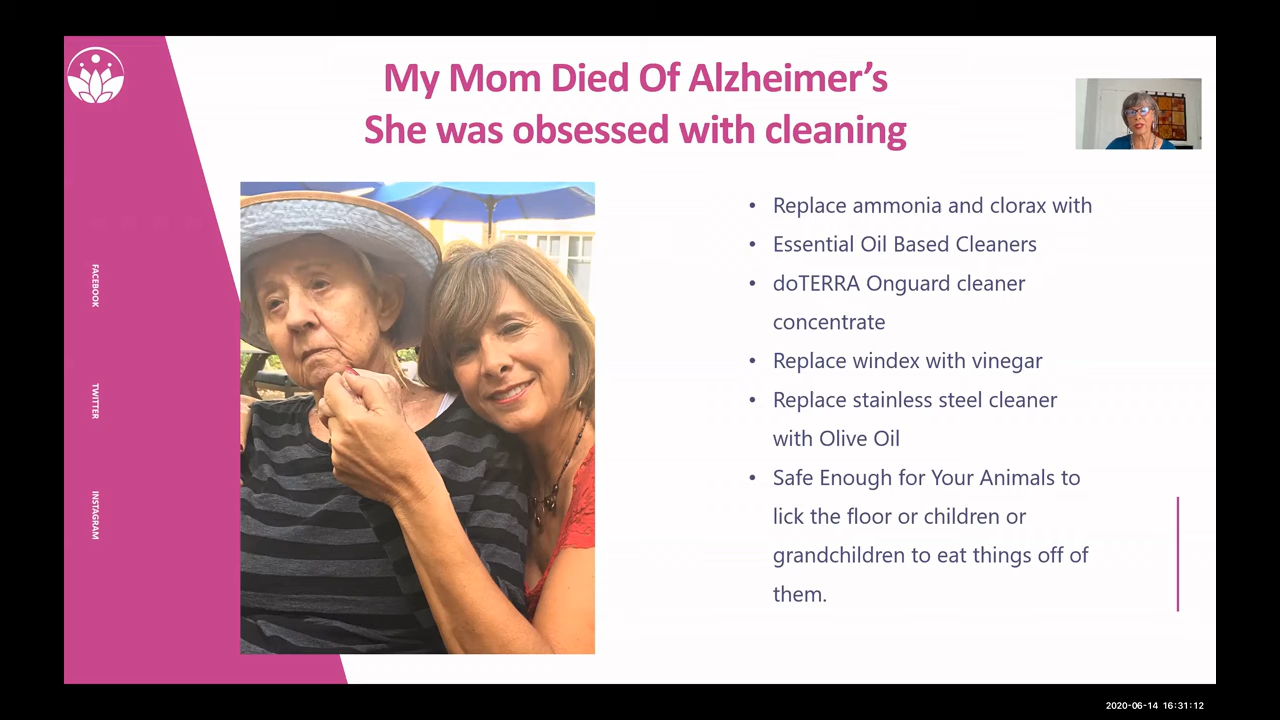 My Mom Died Of Alzheimer’s
She was obsessed with cleaning
• Replace ammonia and clorax with
• Essential Oil Based Cleaners
• doTERRA Onguard cleaner
concentrate
• Replace windex with vinegar
• Replace stainless steel cleaner
with Olive Oil
• Safe Enough for Your Animals to
lick the floor or children or
grandchildren to eat things off of
them.
FACEBOOK
TWITTER
INSTAGRAM
2020-06-14 16:31:12